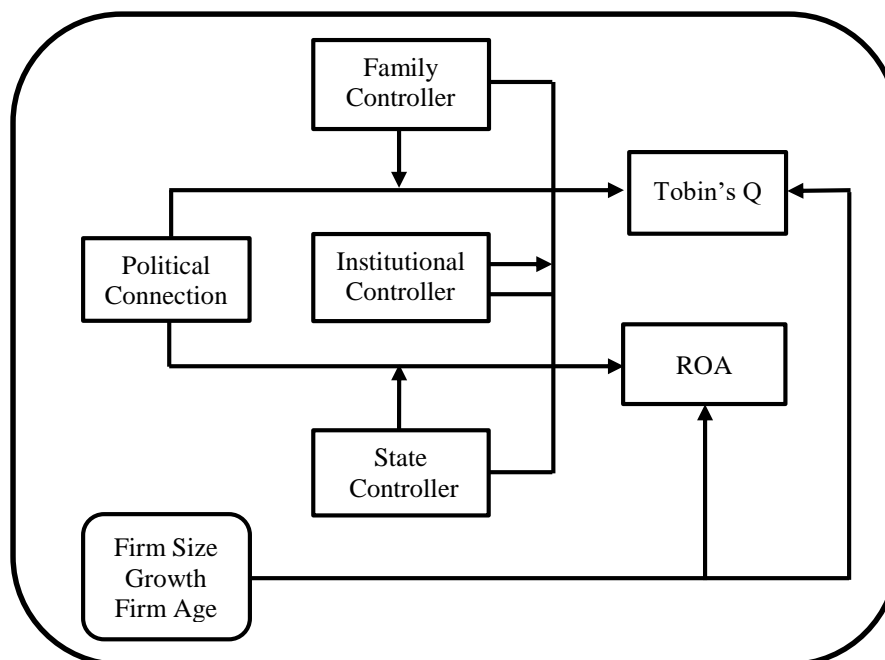 Family
Controller
Tobin's Q
Political
Connection
Institutional
Controller
ROA
State
Controller
Firm Size
Growth
Firm Age